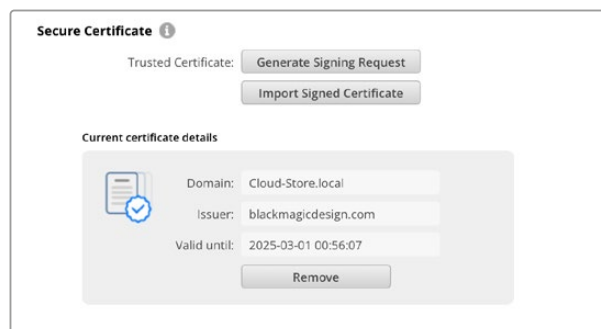 Secure Certificate
Trusted Certificate: Generate Signing Request
Import Signed Certificate
Current certificate details
Domain: Cloud-Store.local
Issuer: blackmagicdesign.com
Valid until: 2025-03-01 00:56:07
Remove